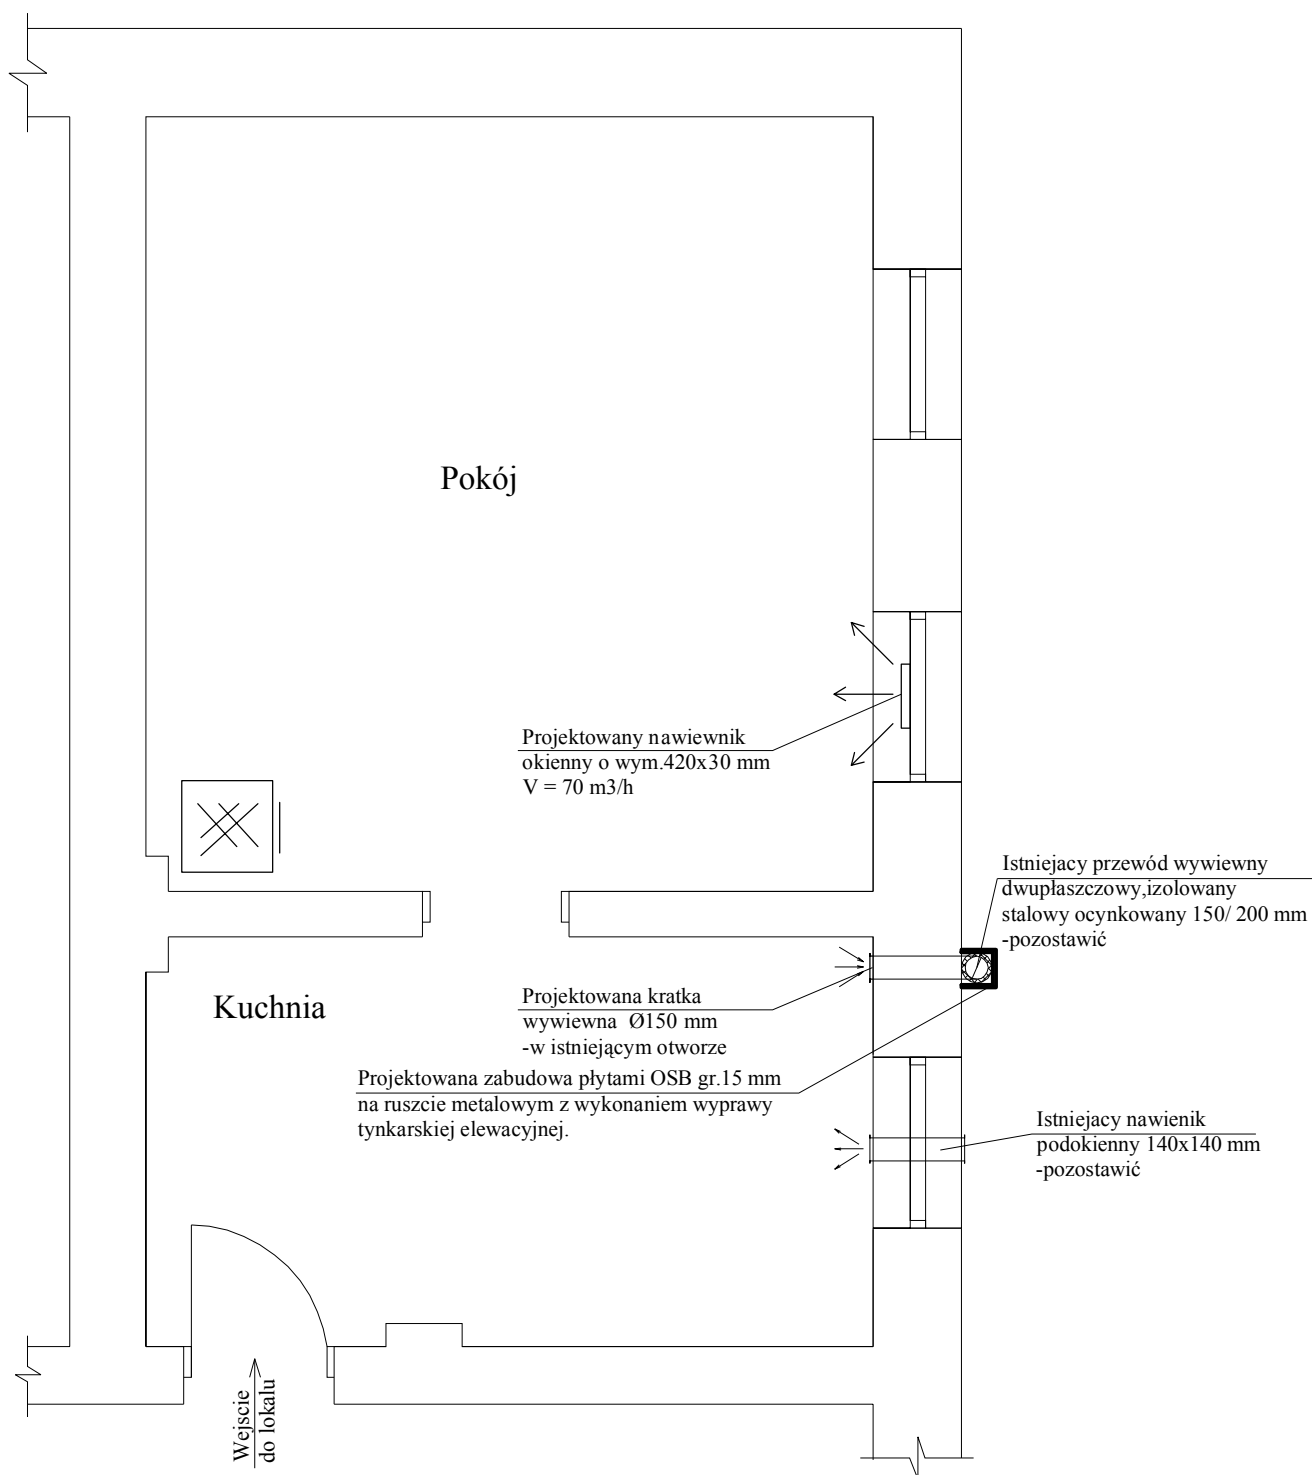 Pokój
Projektowany nawiewnik
okienny o wym.420x30 mm
V = 70 m3/h
Istniejacy przewód wywiewny
dwupłaszczowy,izolowany
stalowy ocynkowany 150/ 200 mm
-pozostawić
Kuchnia
Projektowana kratka
wywiewna Ø150 mm
-w istniejącym otworze
Projektowana zabudowa płytami OSB gr.15 mm
na ruszcie metalowym z wykonaniem wyprawy
tynkarskiej elewacyjnej.
Istniejacy nawienik
podokienny 140x140 mm
-pozostawić
Wejscie
do lokalu